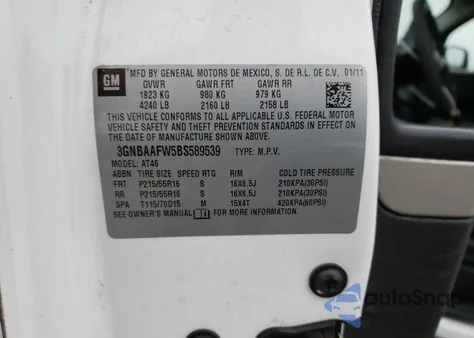 GM MFD BY GENERAL MOTORS DE MEXICO, S. DE R.L. DE C.V. 01/11
GVWR GAWR FRT GAWR RR
1923 KG 980 KG 979 KG
4240 LB 2160 LB 2158 LB
THIS VEHICLE CONFORMS TO ALL APPLICABLE U.S. FEDERAL MOTOR
VEHICLE SAFETY AND THEFT PREVENTION STANDARDS IN EFFECT ON
THE DATE OF MANUFACTURE SHOWN ABOVE.
3GNBAAFW5BS589539 TYPE: M.P.V.
MODEL: AT46
ABBN TIRE SIZE SPEED RTG RIM COLD TIRE PRESSURE
FRT P215/55R16 S 16X6.5J 210KPA(30PSI)
RR P215/55R16 S 16X6.5J 210KPA(30PSI)
SPA T115/70D15 M 15X4T 420KPA(60PSI)
SEE OWNER'S MANUAL FOR MORE INFORMATION.
AutoSnap